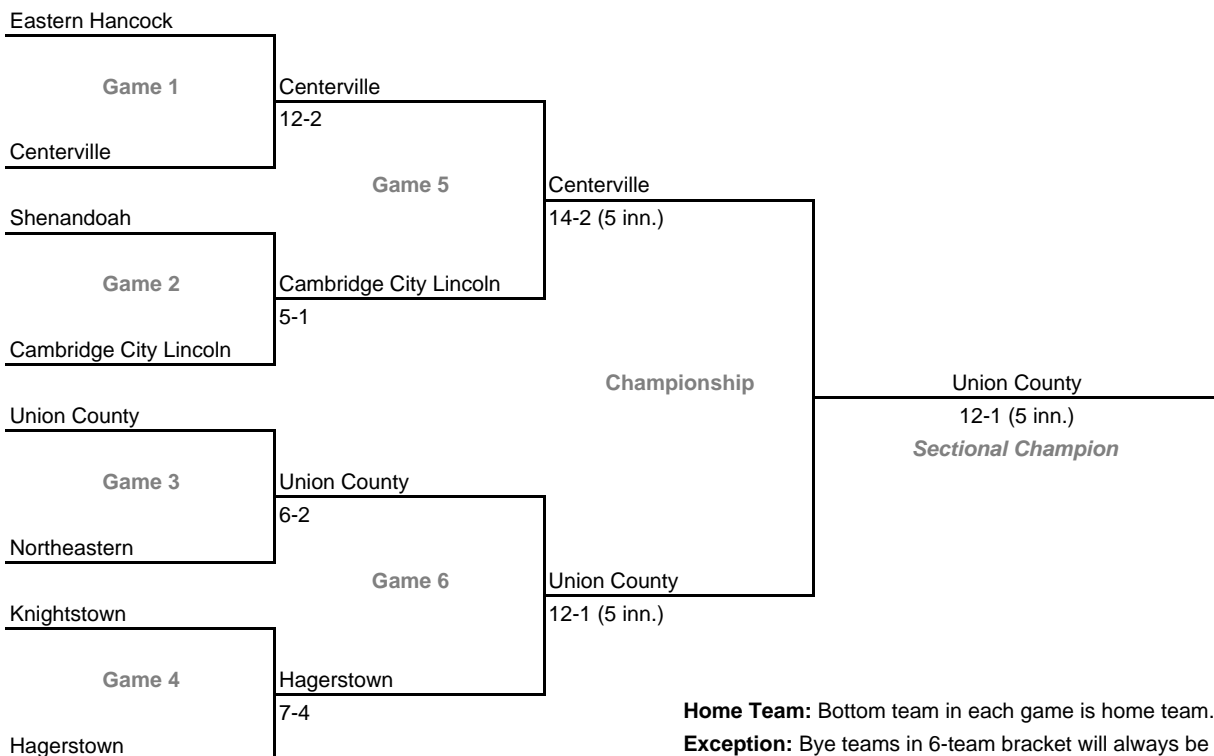 Eastern Hancock
Game 1
Centerville
12-2
Centerville
Game 5
Centerville
14-2 (5 inn.)
Shenandoah
Game 2
Cambridge City Lincoln
5-1
Cambridge City Lincoln
Championship
Union County
12-1 (5 inn.)
Sectional Champion
Union County
Game 3
Union County
6-2
Northeastern
Game 6
Union County
12-1 (5 inn.)
Knightstown
Game 4
Hagerstown
7-4
Hagerstown
Home Team: Bottom team in each game is home team.
Exception: Bye teams in 6-team bracket will always be